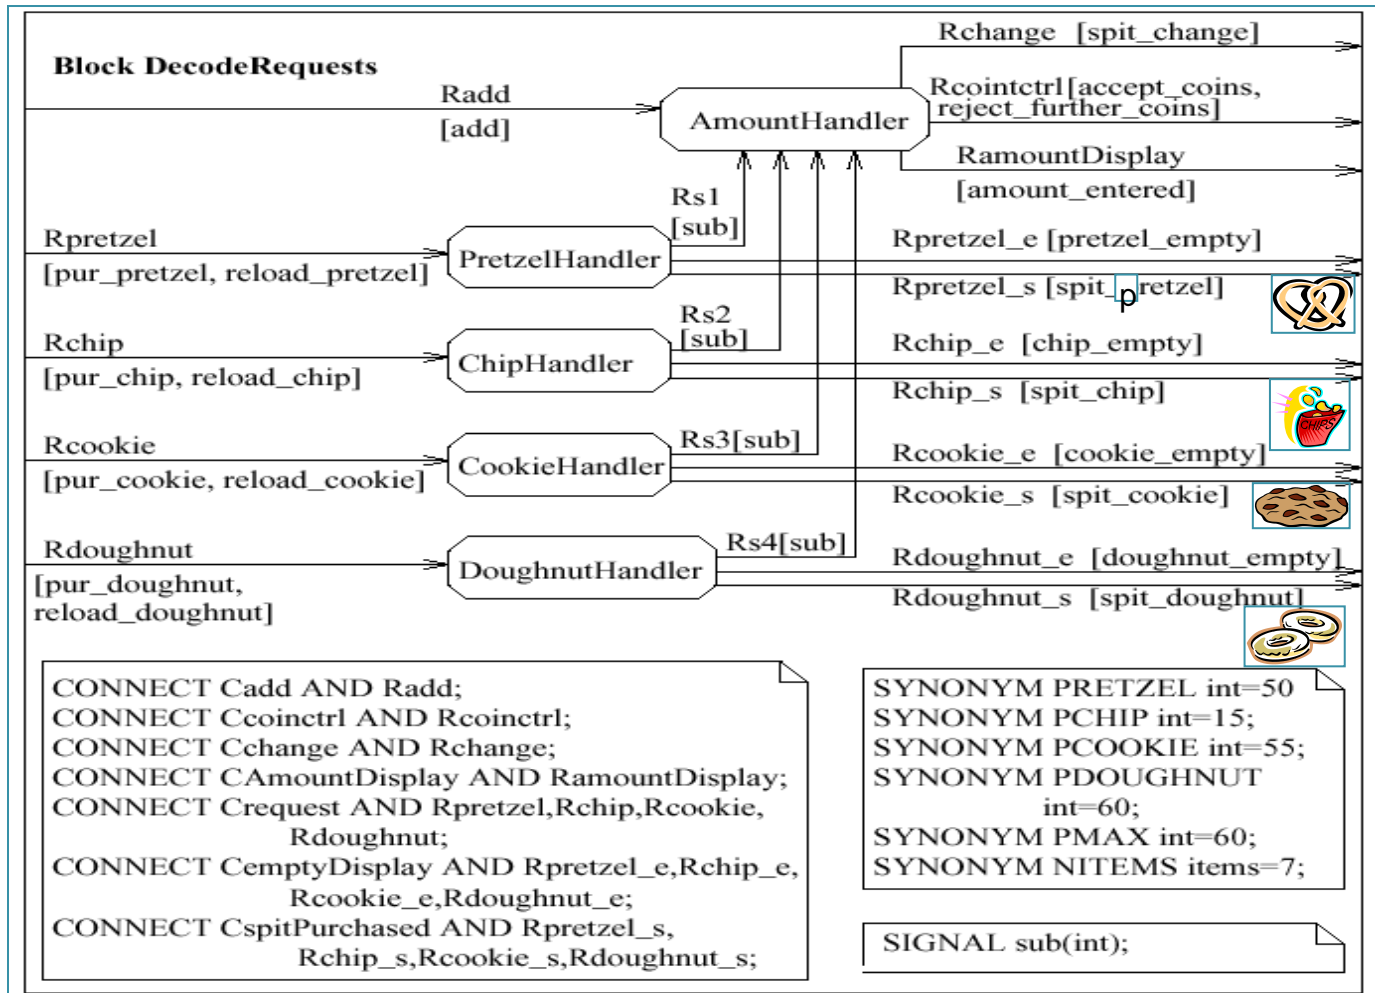 Block DecodeRequests
Radd
[add]
AmountHandler
Rchange [spit_change]
Rcointctrl[accept_coins,
reject_further_coins]
RamountDisplay
[amount_entered]
Rs1
[sub]
Rpretzel
[pur_pretzel, reload_pretzel]
PretzelHandler
Rpretzel_e [pretzel_empty]
Rpretzel_s [spit_pretzel]
Rs2
[sub]
Rchip
[pur_chip, reload_chip]
ChipHandler
Rchip_e [chip_empty]
Rchip_s [spit_chip]
CHIPS
Rcookie
[pur_cookie, reload_cookie]
CookieHandler
Rs3[sub]
Rcookie_e [cookie_empty]
Rcookie_s [spit_cookie]
Rdoughnut
[pur_doughnut,
reload_doughnut]
DoughnutHandler
Rs4[sub]
Rdoughnut_e [doughnut_empty]
Rdoughnut_s [spit_doughnut]
CONNECT Cadd AND Radd;
CONNECT Ccoinctrl AND Rcoinctrl;
CONNECT Cchange AND Rchange;
CONNECT CAmountDisplay AND RamountDisplay;
CONNECT Crequest AND Rpretzel,Rchip,Rcookie,
Rdoughnut;
CONNECT CemptyDisplay AND Rpretzel_e,Rchip_e,
Rcookie_e,Rdoughnut_e;
CONNECT CspitPurchased AND Rpretzel_s,
Rchip_s,Rcookie_s,Rdoughnut_s;
SYNONYM PRETZEL int=50
SYNONYM PCHIP int=15;
SYNONYM PCOOKIE int=55;
SYNONYM PDOUGHNUT
int=60;
SYNONYM PMAX int=60;
SYNONYM NITEMS items=7;
SIGNAL sub(int);